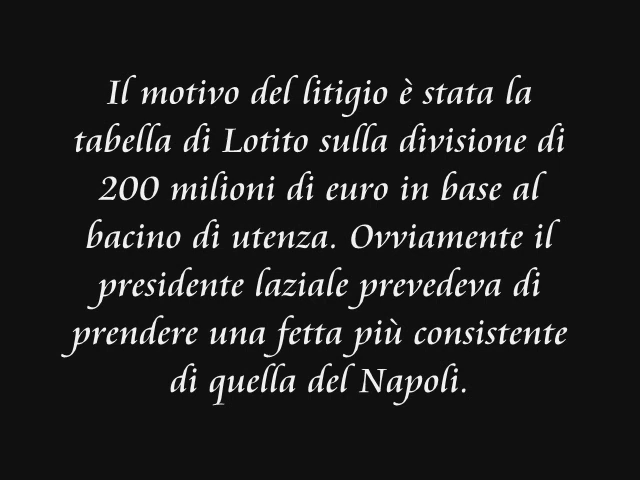 Il motivo del litigio è stata la
tabella di Lotito sulla divisione di
200 milioni di euro in base al
bacino di utenza. Ovviamente il
presidente laziale prevedeva di
prendere una fetta più consistente
di quella del Napoli.